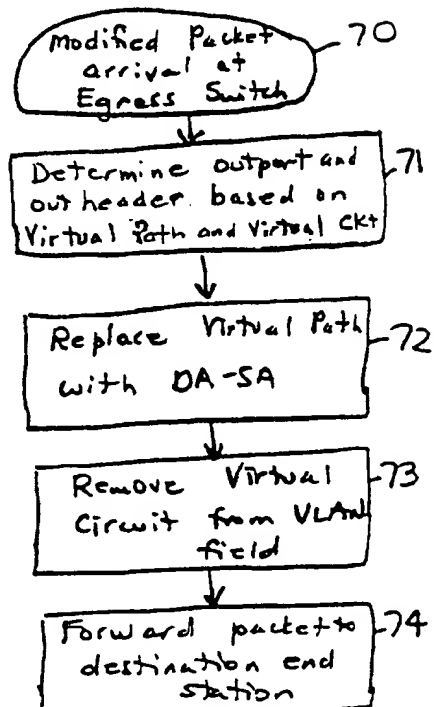 Modified Packet 70
arrival at
Egress Switch
Determine outport and 71
outheader. based on
Virtual Path and Virtual CKt
Replace Virtual Path 72
with DA-SA
Remove Virtual 73
Circuit from VLAN
field
Forward packet to 74
destination end
station